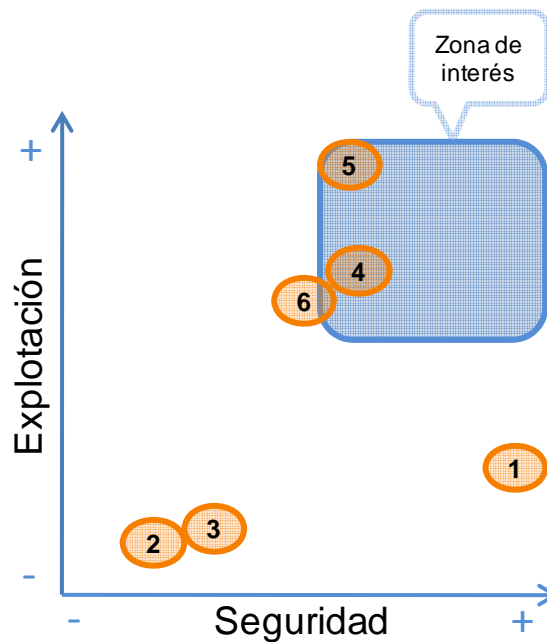 Zona de
interés
+
5
4
6
Explotación
1
3
2
-
-
Seguridad
+